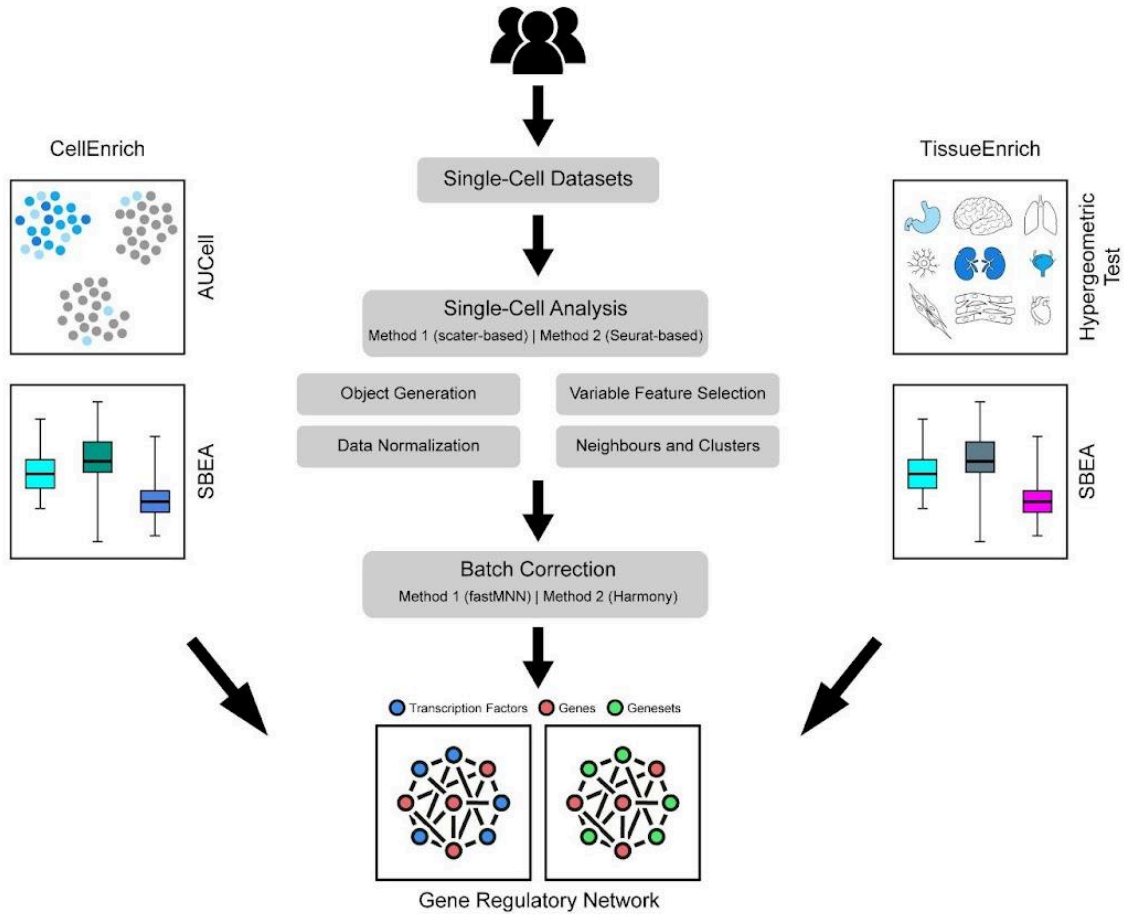 CellEnrich
AUCell
SBEA
Single-Cell Datasets
Single-Cell Analysis
Method 1 (scater-based) | Method 2 (Seurat-based)
Object Generation
Variable Feature Selection
Data Normalization
Neighbours and Clusters
Batch Correction
Method 1 (fastMNN) | Method 2 (Harmony)
TissueEnrich
Hypergeometric
Test
SBEA
Transcription Factors
Genes
Genesets
Gene Regulatory Network